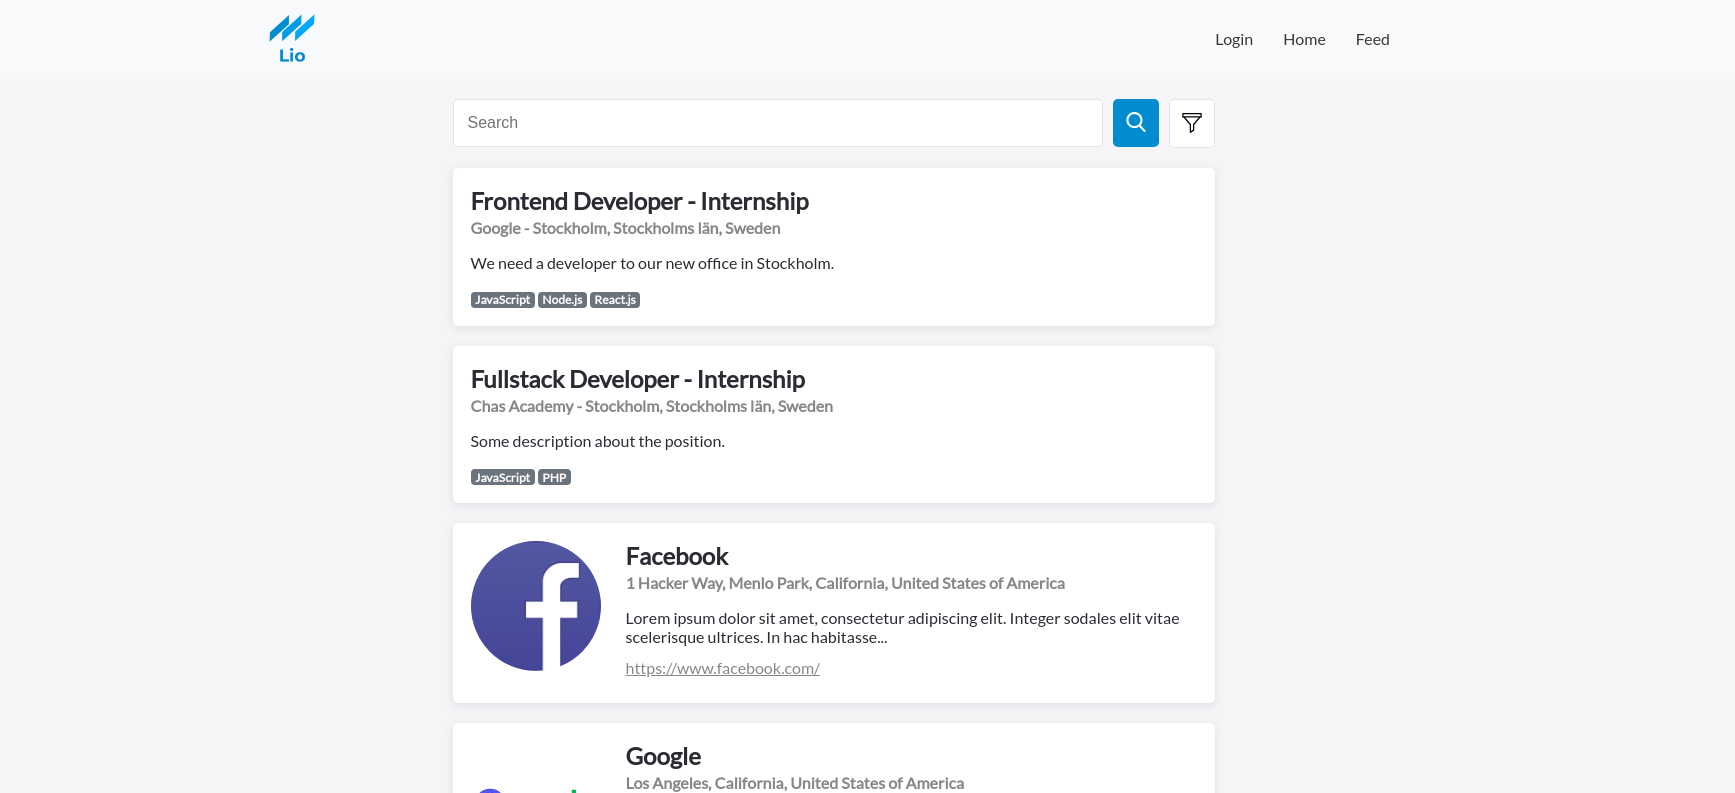 Lio
Login
Home
Feed
Search
Frontend Developer - Internship
Google - Stockholm, Stockholms län, Sweden
We need a developer to our new office in Stockholm.
JavaScript Node.js React.js
Fullstack Developer - Internship
Chas Academy - Stockholm, Stockholms län, Sweden
Some description about the position.
JavaScript PHP
Facebook
1 Hacker Way, Menlo Park, California, United States of America
Lorem ipsum dolor sit amet, consectetur adipiscing elit. Integer sodales elit vitae
scelerisque ultrices. In hac habitasse...
https://www.facebook.com/
Google
Los Angeles, California, United States of America